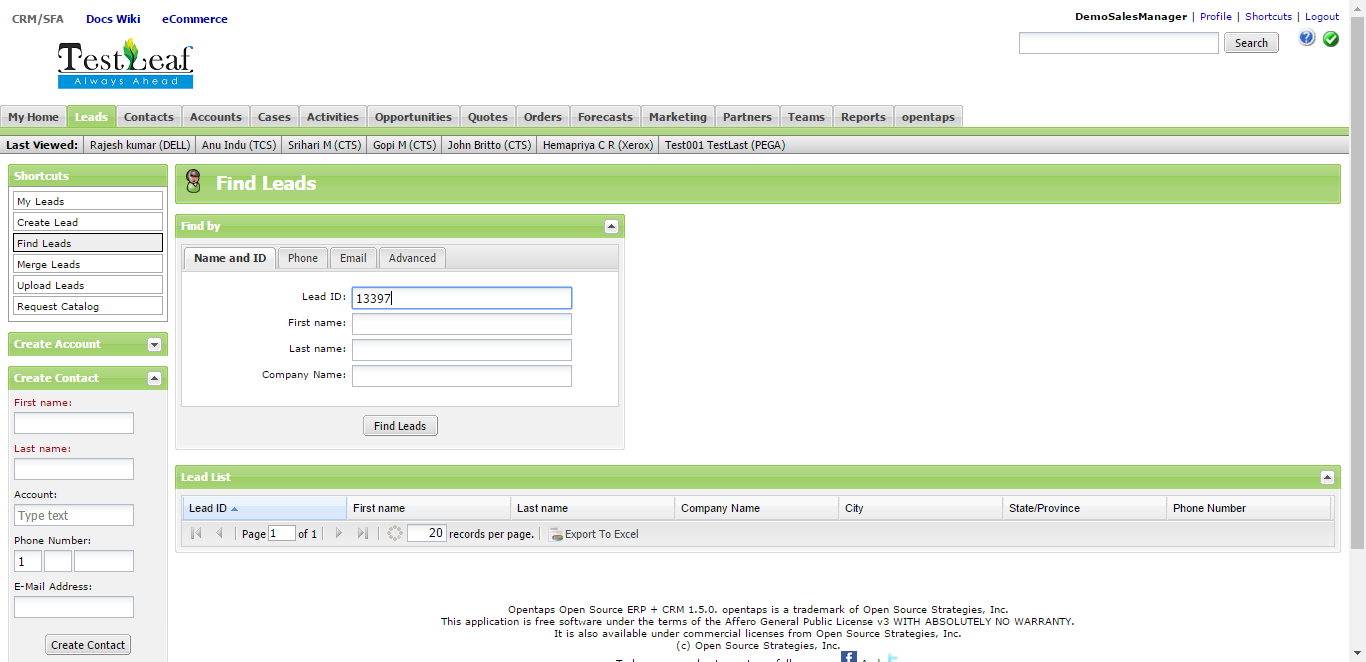 CRM/SFA Docs Wiki eCommerce
DemoSalesManager | Profile | Shortcuts | Logout
TestLeaf
Always Ahead
Search
My Home Leads Contacts Accounts Cases Activities Opportunities Quotes Orders Forecasts Marketing Partners Teams Reports opentaps
Last Viewed: Rajesh kumar (DELL) Anu Indu (TCS) Srihari M (CTS) Gopi M (CTS) John Britto (CTS) Hemapriya C R (Xerox) Test001 TestLast (PEGA)
Shortcuts
My Leads
Create Lead
Find Leads
Merge Leads
Upload Leads
Request Catalog
Create Account
Create Contact
First name:
Last name:
Account:
Type text
Phone Number:
1
E-Mail Address:
Create Contact
Find Leads
Find by
Name and ID Phone Email Advanced
Lead ID: 13397
First name:
Last name:
Company Name:
Find Leads
Lead List
Lead ID First name Last name Company Name City State/Province Phone Number
Page 1 of 1 20 records per page. Export To Excel
Opentaps Open Source ERP + CRM 1.5.0. opentaps is a trademark of Open Source Strategies, Inc.
This application is free software under the terms of the Affero General Public License v3 WITH ABSOLUTELY NO WARRANTY.
It is also available under commercial licenses from Open Source Strategies, Inc.
(c) Open Source Strategies, Inc.